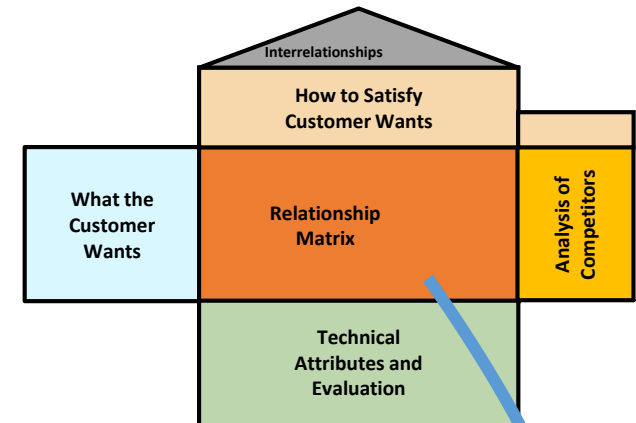 Interrelationships
How to Satisfy
Customer Wants
What the
Customer
Wants
Relationship
Matrix
Analysis of
Competitors
Technical
Attributes and
Evaluation